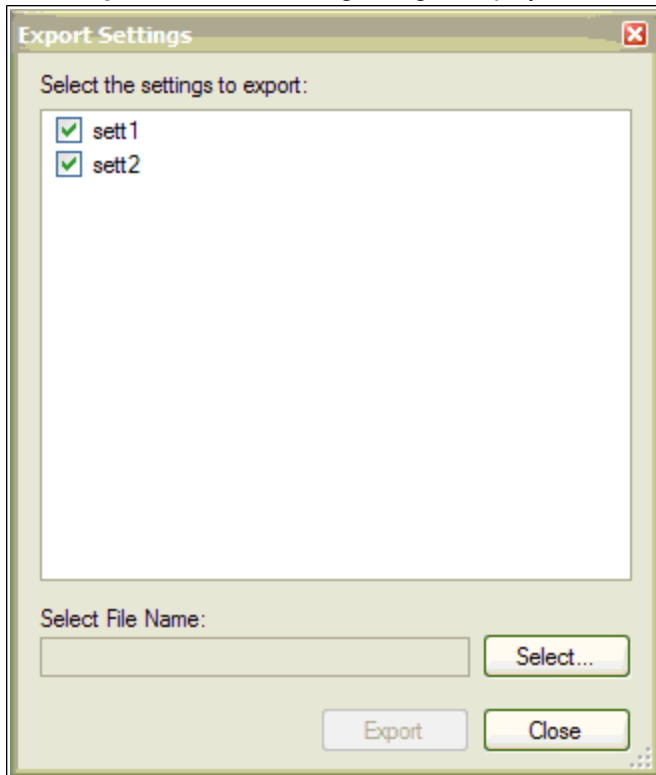 Export Settings
Select the settings to export:
sett1
sett2
Select File Name:
Select...
Export
Close